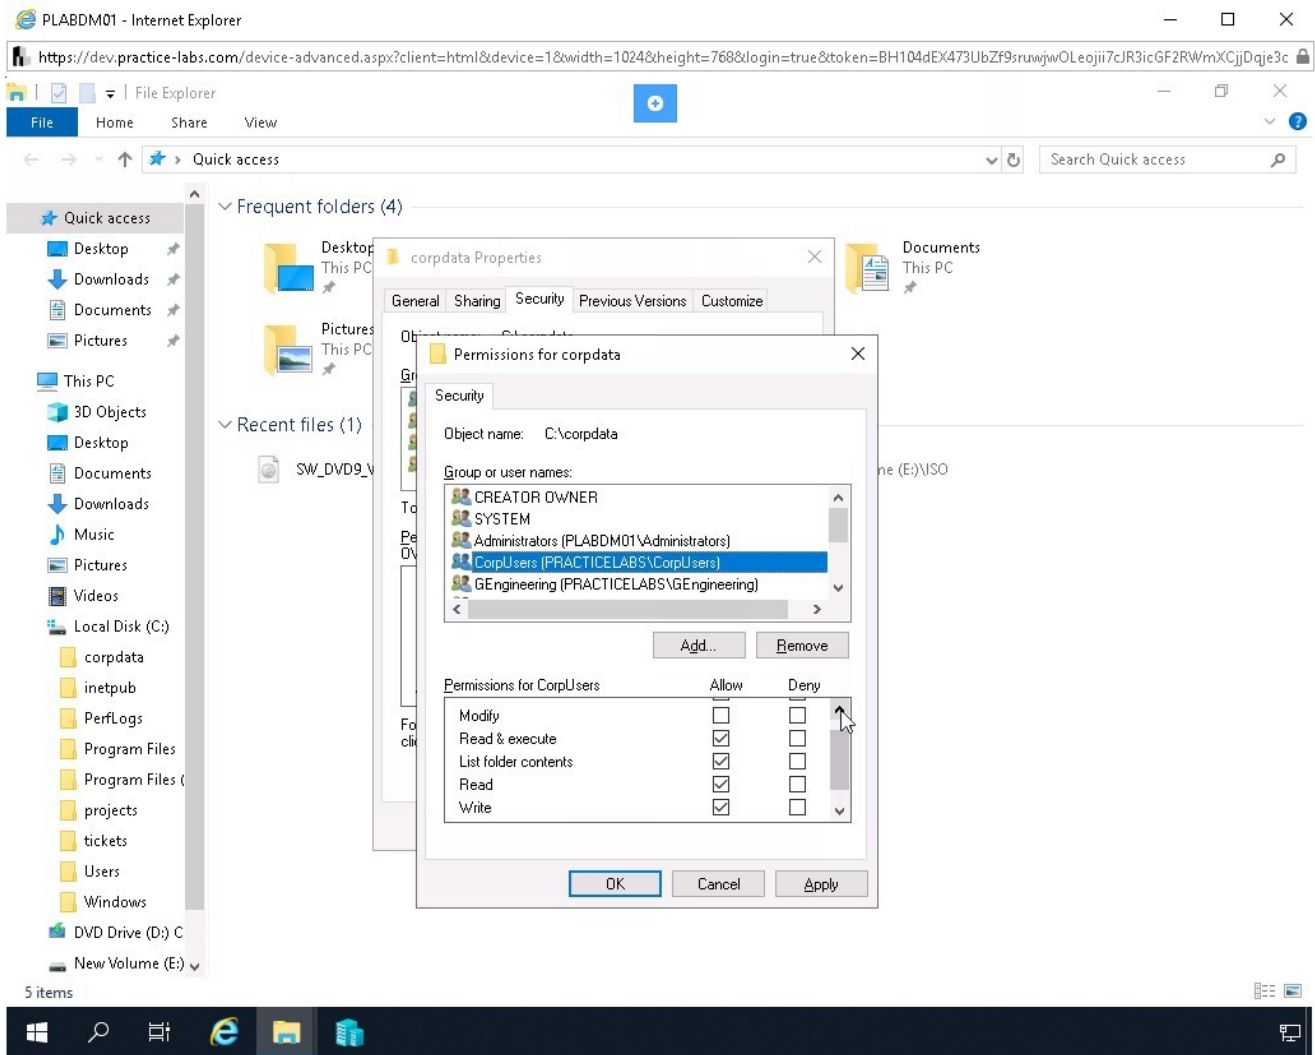 PLABDM01 - Internet Explorer
https://dev.practice-labs.com/device-advanced.aspx?client=html&device=1&width=1024&height=768&login=true&token=BH104dEX473UbZf9sruwjwOLeojii7cJR3icGF2RWmXCjjDqje3c
File Explorer
File Home Share View
Quick access
Search Quick access
Quick access
Desktop
Downloads
Documents
Pictures
This PC
3D Objects
Desktop
Documents
Downloads
Music
Pictures
Videos
Local Disk (C:)
corpdata
inetpub
PerfLogs
Program Files
Program Files (
projects
tickets
Users
Windows
DVD Drive (D:) C
New Volume (E:)
5 items
Frequent folders (4)
Desktop
This PC
Documents
This PC
Pictures
This PC
Recent files (1)
SW_DVD9_
(E:)\ISO
corpdata Properties
General Sharing Security Previous Versions Customize
Permissions for corpdata
Security
Object name: C:\corpdata
Group or user names:
CREATOR OWNER
SYSTEM
Administrators (PLABDM01\Administrators)
CorpUsers (PRACTICELABS\CorpUsers)
GEngineering (PRACTICELABS\GEngineering)
Add... Remove
Permissions for CorpUsers Allow Deny
Modify
Read & execute
List folder contents
Read
Write
OK Cancel Apply